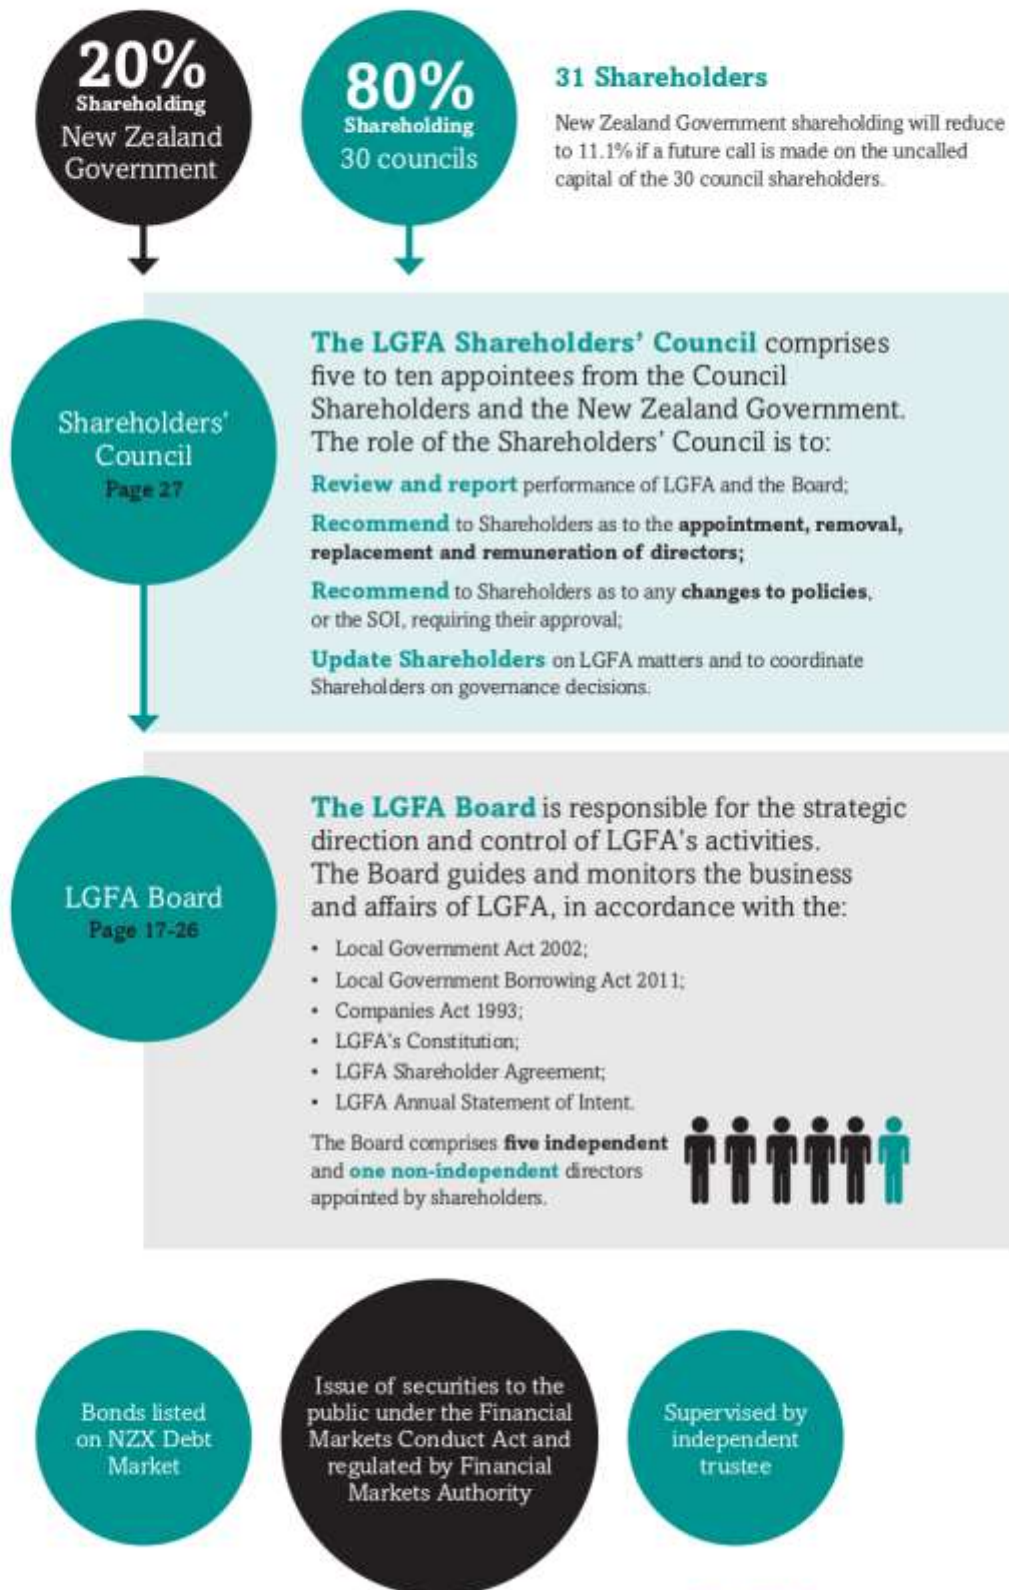 20%
Shareholding
New Zealand
Government
80%
Shareholding
30 councils
31 Shareholders
New Zealand Government shareholding will reduce
to 11.1% if a future call is made on the uncalled
capital of the 30 council shareholders.
Shareholders'
Council
Page 27
The LGFA Shareholders' Council comprises
five to ten appointees from the Council
Shareholders and the New Zealand Government.
The role of the Shareholders' Council is to:
Review and report performance of LGFA and the Board;
Recommend to Shareholders as to the appointment, removal,
replacement and remuneration of directors;
Recommend to Shareholders as to any changes to policies,
or the SOI, requiring their approval;
Update Shareholders on LGFA matters and to coordinate
Shareholders on governance decisions.
LGFA Board
Page 17-26
The LGFA Board is responsible for the strategic
direction and control of LGFA's activities.
The Board guides and monitors the business
and affairs of LGFA, in accordance with the:
• Local Government Act 2002;
• Local Government Borrowing Act 2011;
• Companies Act 1993;
• LGFA's Constitution;
• LGFA Shareholder Agreement;
• LGFA Annual Statement of Intent.
The Board comprises five independent
and one non-independent directors
appointed by shareholders.
Bonds listed
on NZX Debt
Market
Issue of securities to the
public under the Financial
Markets Conduct Act and
regulated by Financial
Markets Authority
Supervised by
independent
trustee